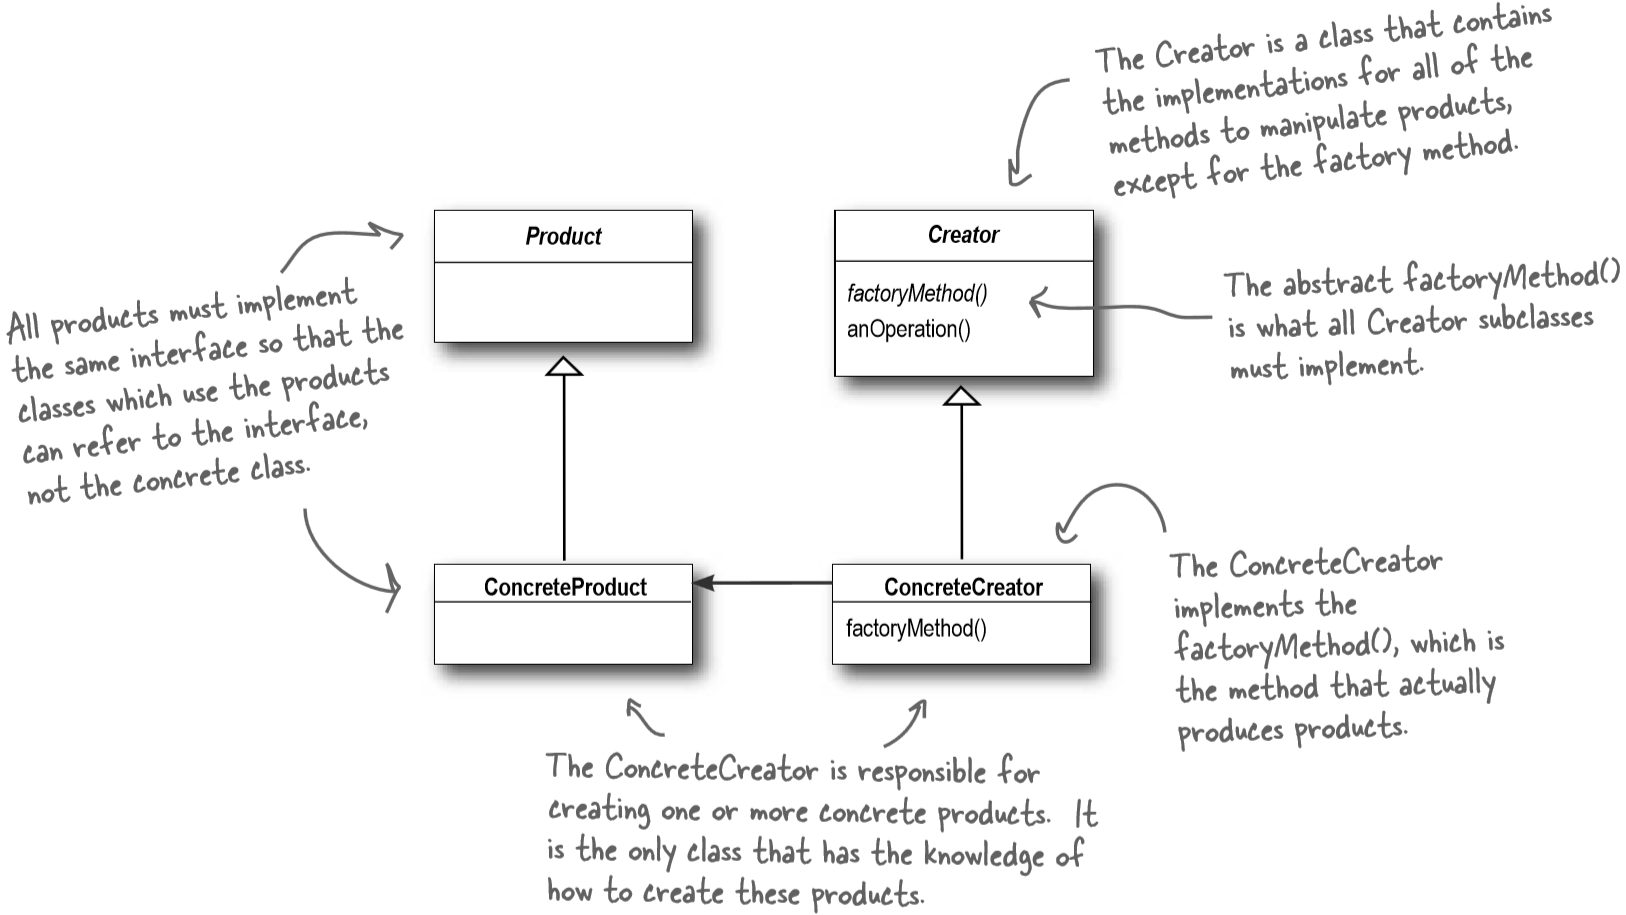 The Creator is a class that contains
the implementations for all of the
methods to manipulate products,
except for the factory method.
Product
Creator
factoryMethod()
anOperation()
The abstract factoryMethod()
is what all Creator subclasses
must implement.
All products must implement
the same interface so that the
classes which use the products
can refer to the interface,
not the concrete class.
ConcreteProduct
ConcreteCreator
factoryMethod()
The ConcreteCreator
implements the
factoryMethod(), which is
the method that actually
produces products.
The ConcreteCreator is responsible for
creating one or more concrete products. It
is the only class that has the knowledge of
how to create these products.